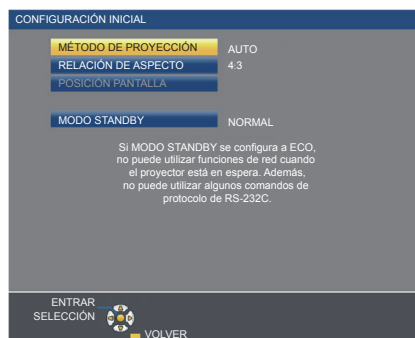 CONFIGURACIÓN INICIAL
MÉTODO DE PROYECCIÓN AUTO
RELACIÓN DE ASPECTO 4:3
POSICIÓN PANTALLA
MODO STANDBY NORMAL
Si MODO STANDBY se configura a ECO,
no puede utilizar funciones de red cuando
el proyector está en espera. Además,
no puede utilizar algunos comandos de
protocolo de RS-232C.
ENTRAR
SELECCIÓN
VOLVER